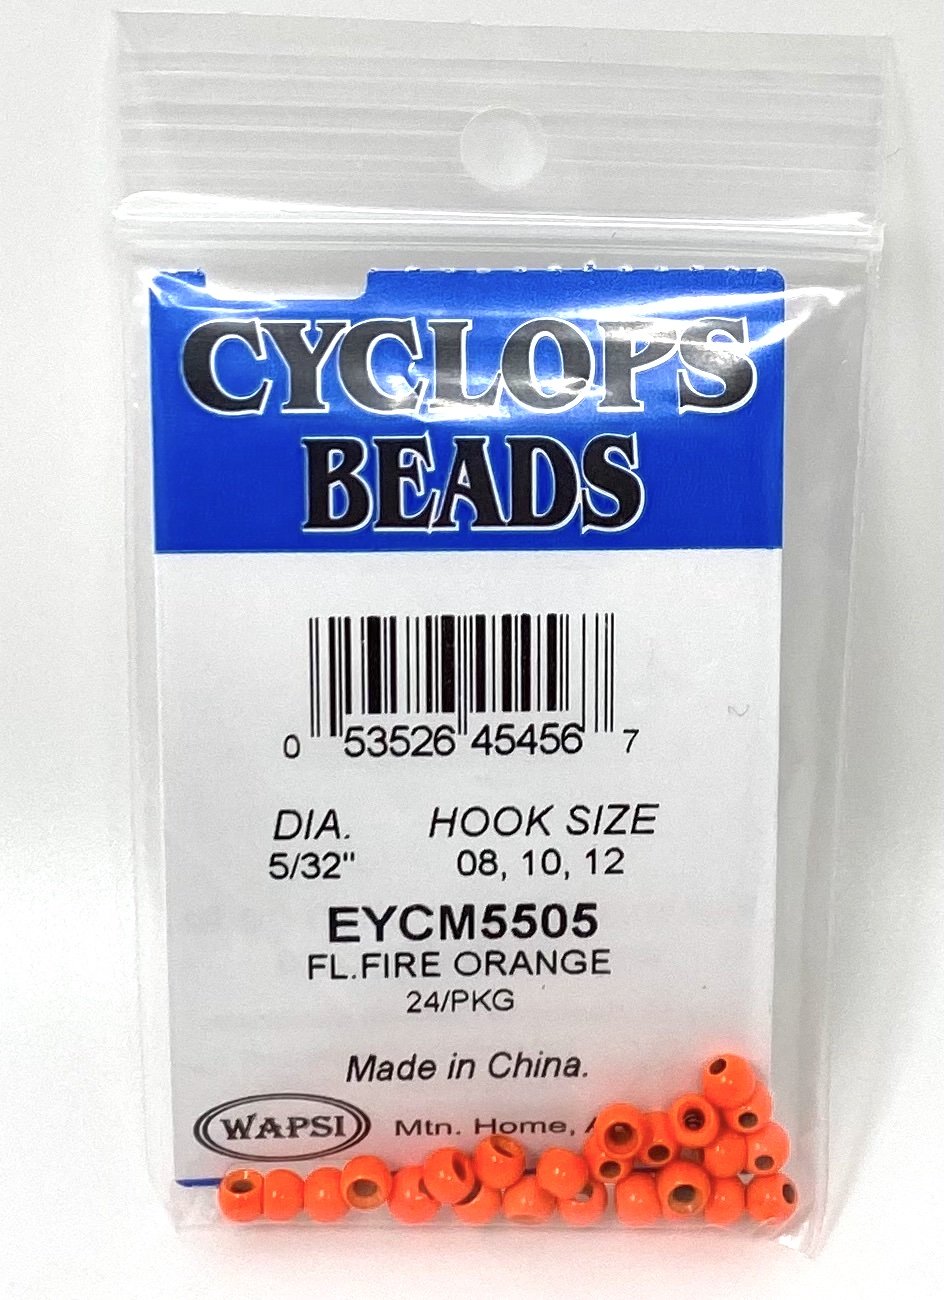 CYCLOPS
BEADS
0 53526 45456 7
DIA. HOOK SIZE
5/32" 08, 10, 12
EYCM5505
FL.FIRE ORANGE
24/PKG
Made in China.
WAPSI Mtn. Home,